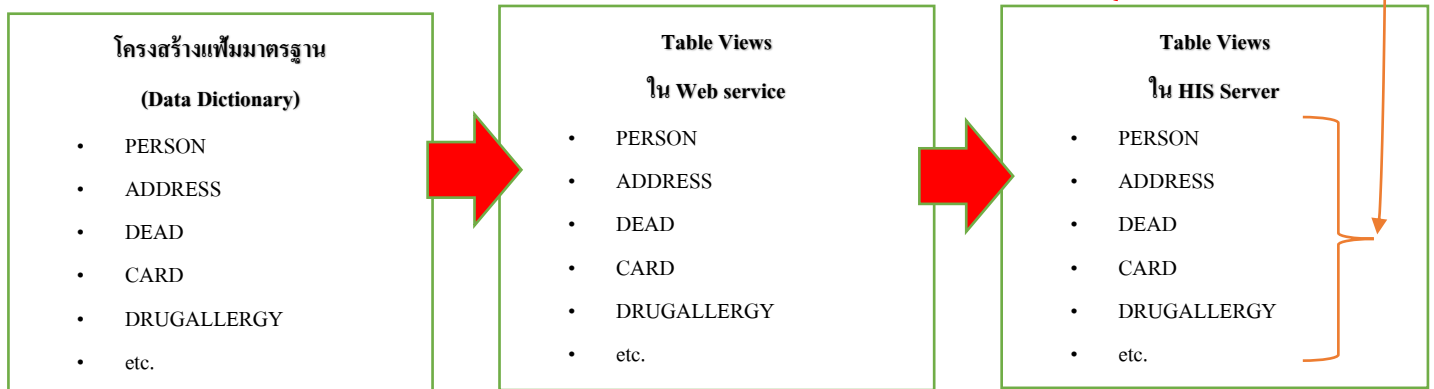 โครงสร้างแฟ้มมาตรฐาน
(Data Dictionary)
• PERSON
• ADDRESS
• DEAD
• CARD
• DRUGALLERGY
• etc.
Table Views
ใน Web service
• PERSON
• ADDRESS
• DEAD
• CARD
• DRUGALLERGY
• etc.
Table Views
ใน HIS Server
• PERSON
• ADDRESS
• DEAD
• CARD
• DRUGALLERGY
• etc.